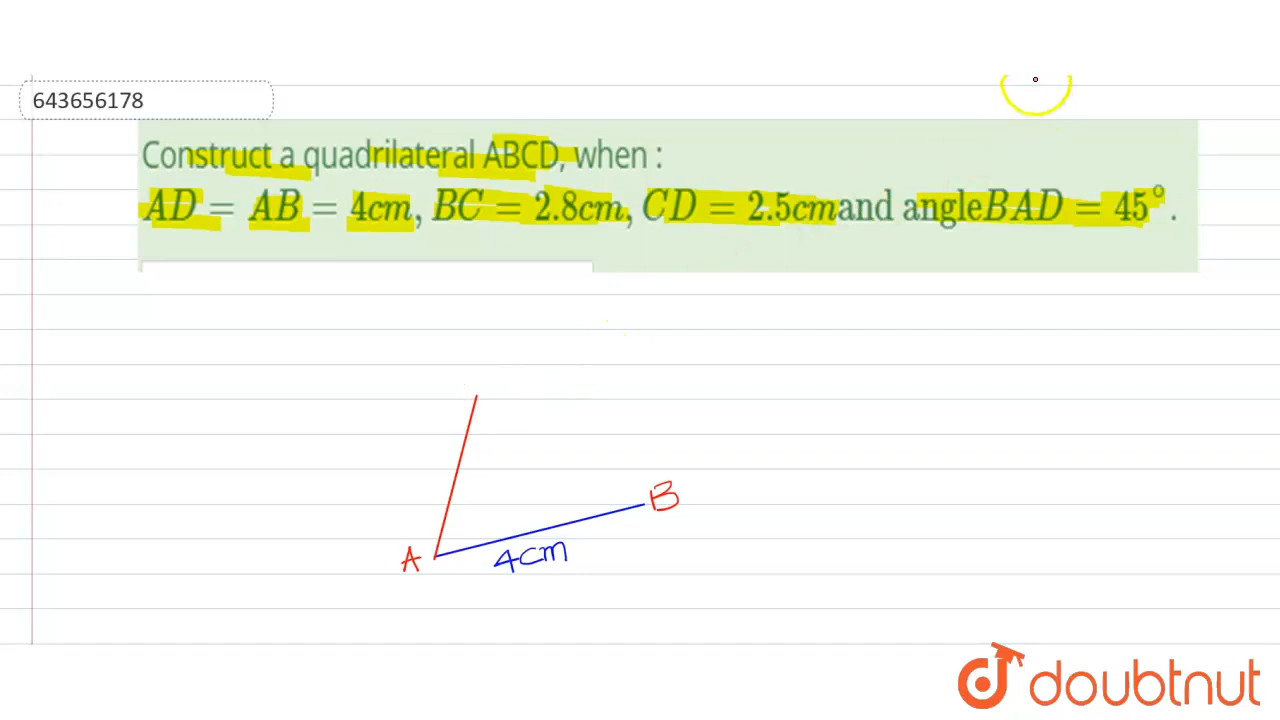 643656178
Construct a quadrilateral ABCD, when :
AD = AB = 4cm, BC = 2.8cm, CD = 2.5cmand angleBAD = 45°.
B
A
4cm
doubtnut